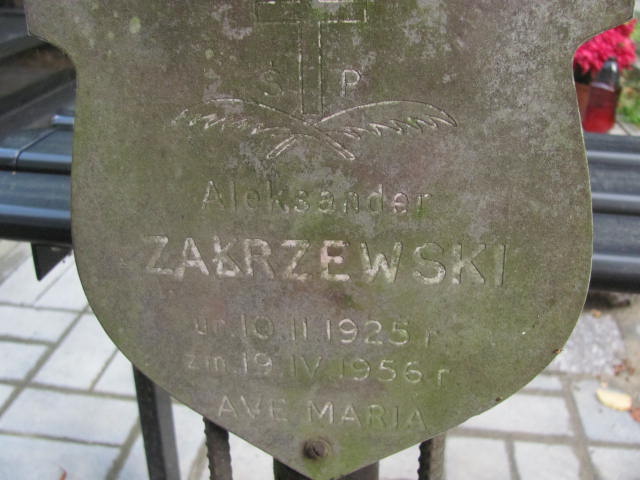 Ś P
Aleksander
ZAKRZEWSKI
ur. 10 II 1925 r
zm. 19 IV 1956 r
AVE MARIA